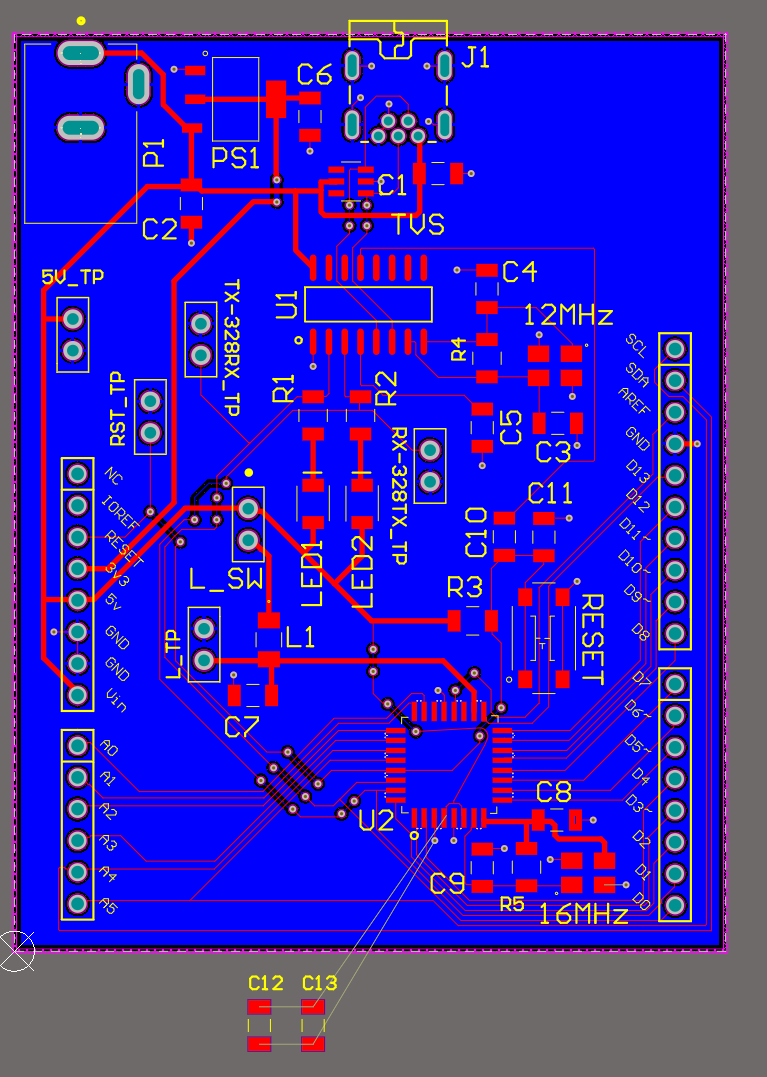 J1
C6
P1
PS1
C1
C2
TVS
5V_TP
C4
U1
TX-328RX_TP
12MHz
R4
SCL
SDA
RST_TP
R1
R2
AREF
C5
C3
GND
RX-328TX_TP
D13
NC
C11
D12
IOREF
C10
D11~
RESET
LED1
LED2
D10~
3v3
L_SW
R3
D9~
5v
RESET
T
D8
GND
L_TP
L1
GND
D7
Vin
C7
D6~
A0
D5~
A1
D4
A2
C8
D3~
U2
A3
D2
A4
C9
D1
A5
R5
16MHz
D0
C12
C13